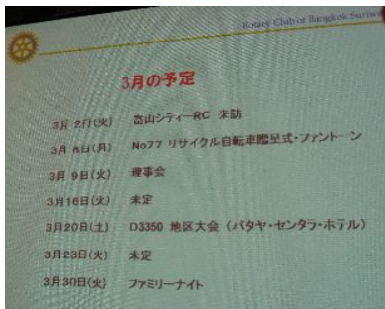 Rotary Club of Bangkok Suriwo
3月の予定
3月 2日(火) 富山シティーRC 来訪
3月 8日(月) No77 リサイクル自転車贈呈式・ファントーン
3月 9日(火) 理事会
3月16日(火) 未定
3月20日(土) D3350 地区大会 (パタヤ・センタラ・ホテル)
3月23日(火) 未定
3月30日(火) ファミリーナイト